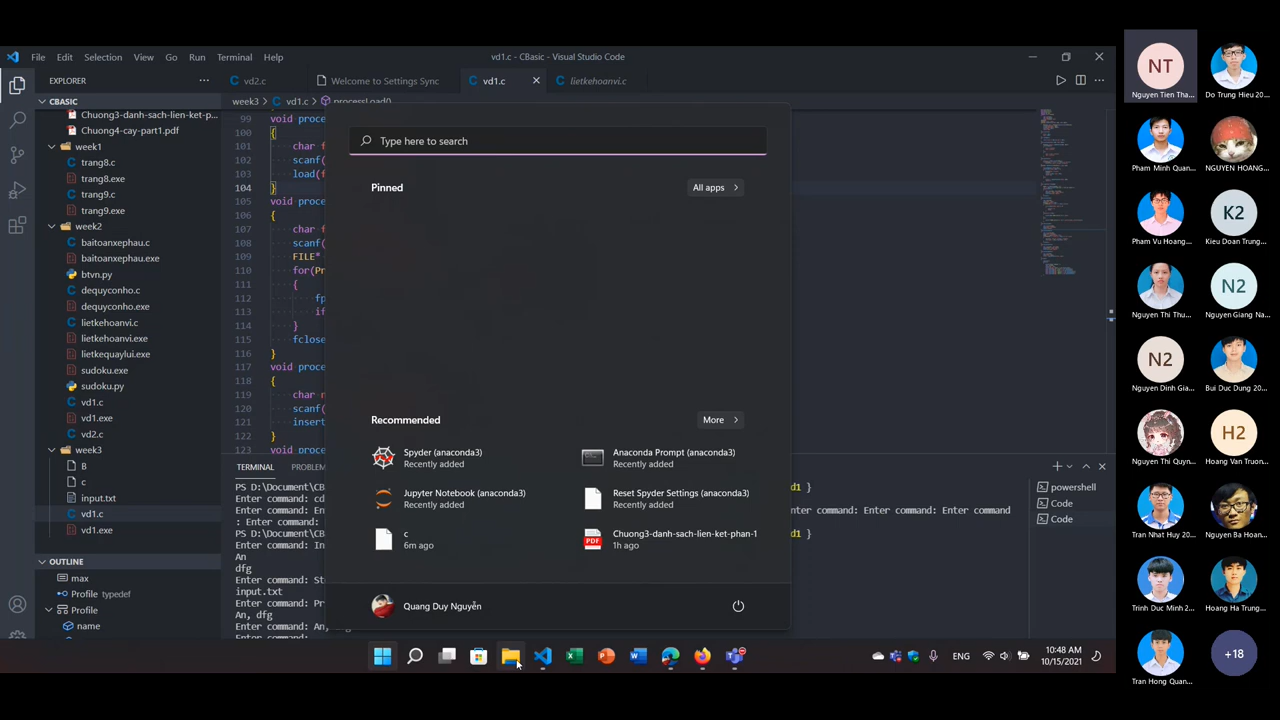 File Edit Selection View Go Run Terminal Help
vd1.c - CBasic - Visual Studio Code
EXPLORER
vd2.c
Welcome to Settings Sync
vd1.c
lietkehoanvi.c
CBASIC
week3 > vd1.c > processLoad()
Chuong3-danh-sach-lien-ket-p...
Chuong4-cay-part1.pdf
week1
trang8.c
trang8.exe
trang9.c
trang9.exe
week2
baitoanxephau.c
baitoanxephau.exe
btvn.py
dequyconho.c
dequyconho.exe
lietkehoanvi.c
lietkehoanvi.exe
lietkequaylui.exe
sudoku.exe
sudoku.py
vd1.c
vd1.exe
vd2.c
week3
B
c
input.txt
vd1.c
vd1.exe
OUTLINE
max
Profile typedef
Profile
name
99 void proce
100 {
101 char f
102 scanf(
103 load(f
104 }
105 void proce
106 {
107 char f
108 scanf(
109 FILE*
110 for(Pr
111 {
112 fp
113 if
114 }
115 fclose
116 }
117 void proce
118 {
119 char n
120 scanf(
121 insert
122 }
123 void proce
Type here to search
Pinned
All apps >
Recommended
More >
Spyder (anaconda3)
Recently added
Anaconda Prompt (anaconda3)
Recently added
Jupyter Notebook (anaconda3)
Recently added
Reset Spyder Settings (anaconda3)
Recently added
c
6m ago
Chuong3-danh-sach-lien-ket-phan-1
1h ago
Quang Duy Nguyễn
TERMINAL
PROBLEM
PS D:\Document\CB
Enter command: cd
Enter command:
: Enter command:
PS D:\Document\CB
Enter command: In
An
dfg
Enter command: St
input.txt
Enter command: Pr
An, dfg
Enter command: An,
d1 }
mmand: Enter command: Enter command: Enter command
d1 }
powershell
Code
Code
ENG
10:48 AM
10/15/2021
NT
Nguyen Tien Tha...
Do Trung Hieu 20...
Pham Minh Quan...
NGUYEN HOANG...
Pham Vu Hoang...
K2
Kieu Doan Trung...
Nguyen Thi Thu...
N2
Nguyen Giang Na...
N2
Nguyen Dinh Gia...
Bui Duc Dung 20...
Nguyen Thi Quyn...
H2
Hoang Van Truon...
Tran Nhat Huy 20...
Nguyen Ba Hoan...
Trinh Duc Minh 2...
Hoang Ha Trung...
Tran Hong Quan...
+18